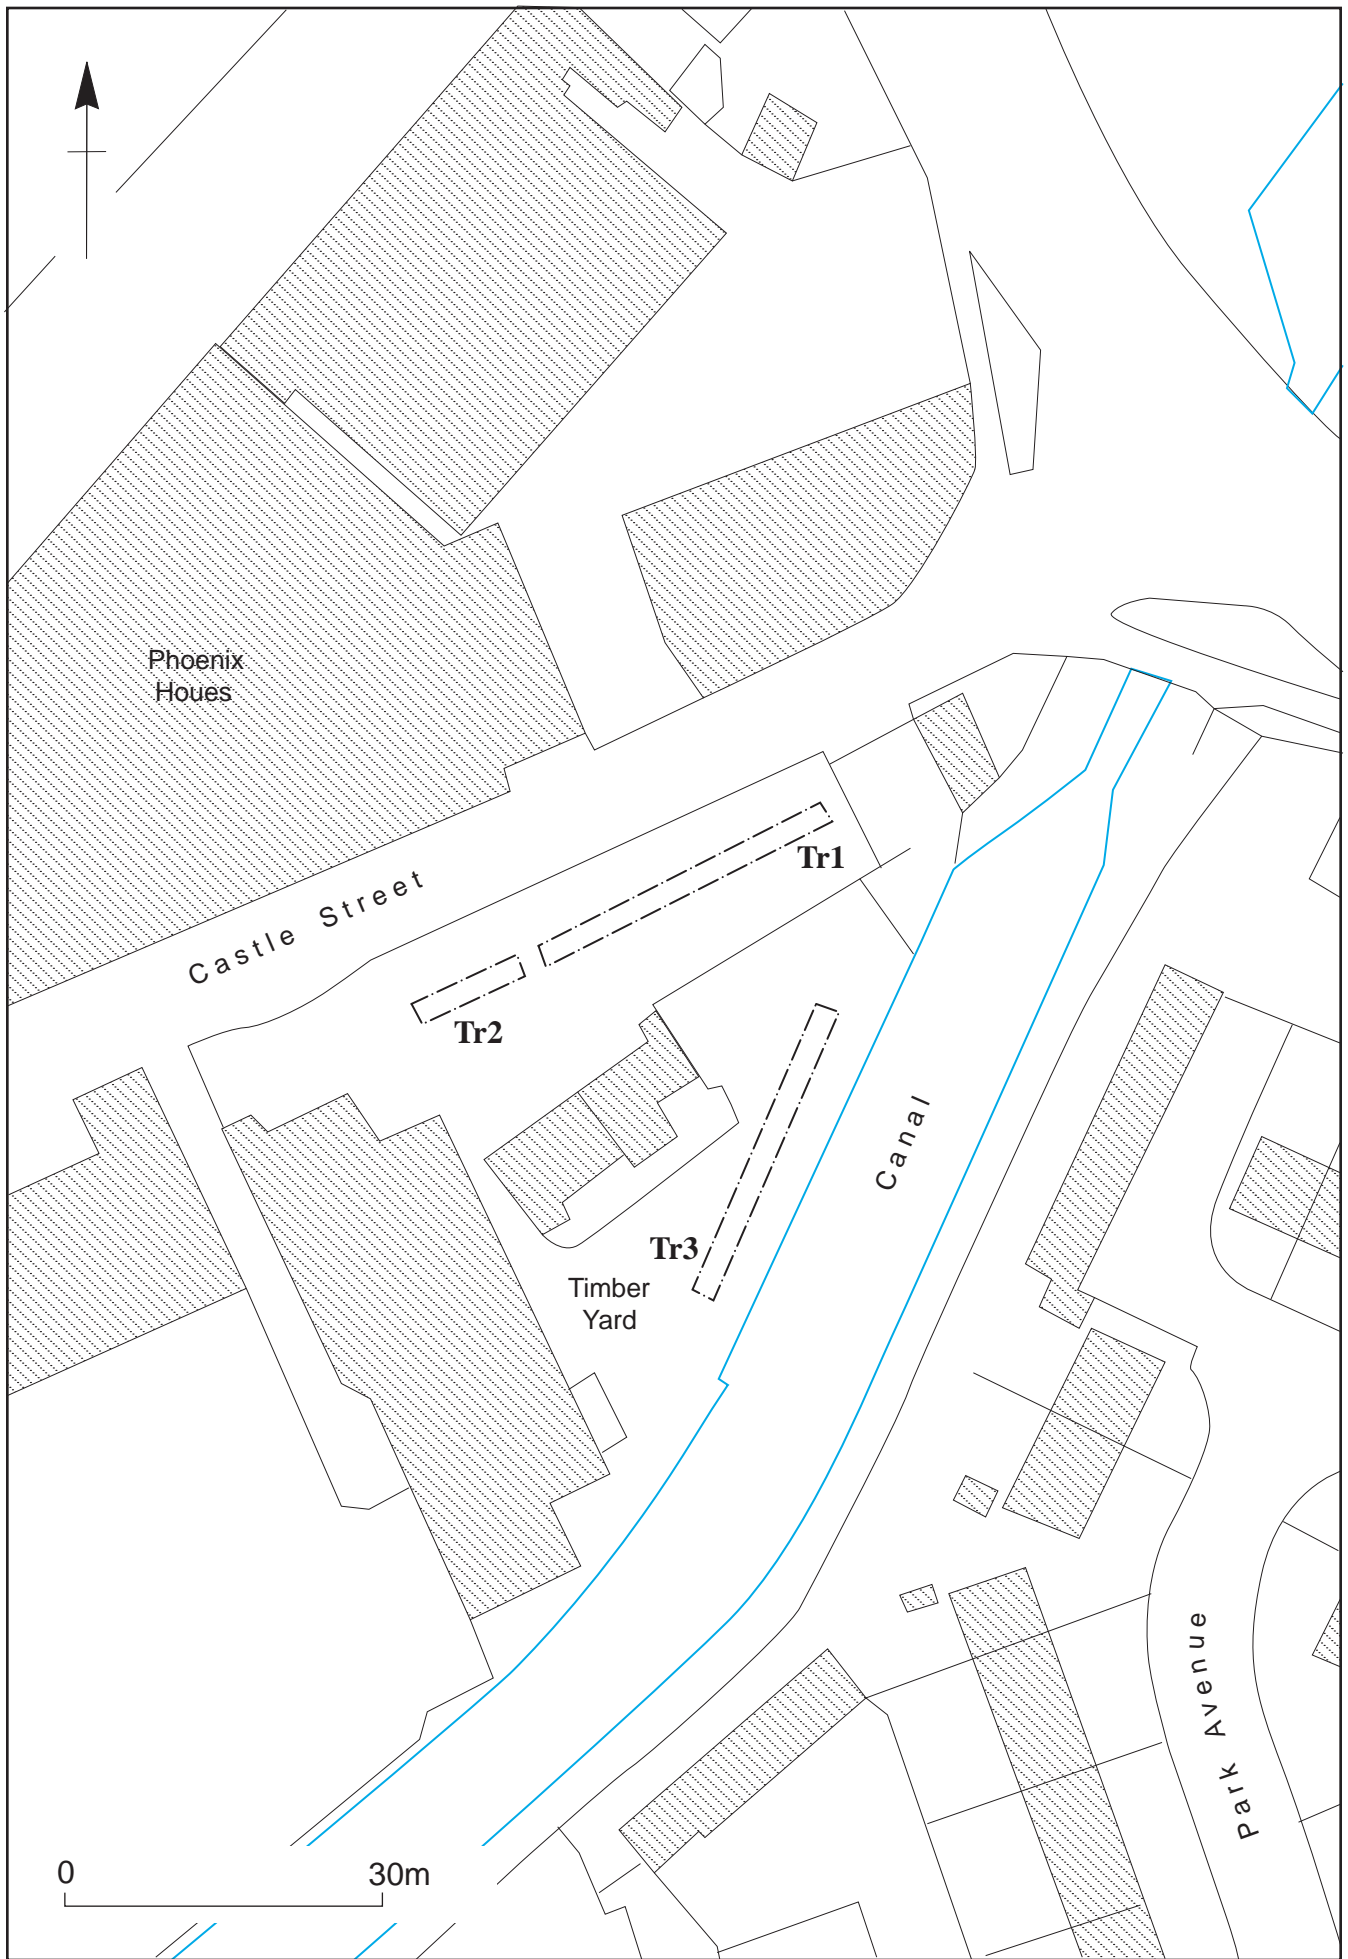 Phoenix
Houes
Castle Street
Tr1
Tr2
Canal
Tr3
Timber
Yard
Park Avenue
0 30m